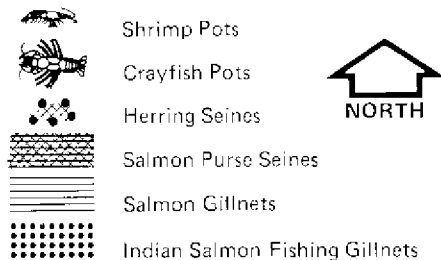 Shrimp Pots
Crayfish Pots
NORTH
Herring Seines
Salmon Purse Seines
Salmon Gillnets
Indian Salmon Fishing Gillnets